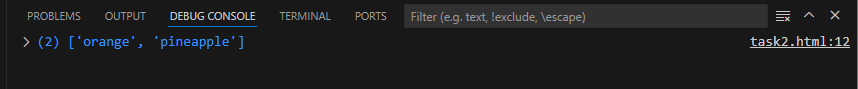 PROBLEMS OUTPUT DEBUG CONSOLE TERMINAL PORTS Filter (e.g. text, !exclude, \escape)
(2) ['orange', 'pineapple'] task2.html:12